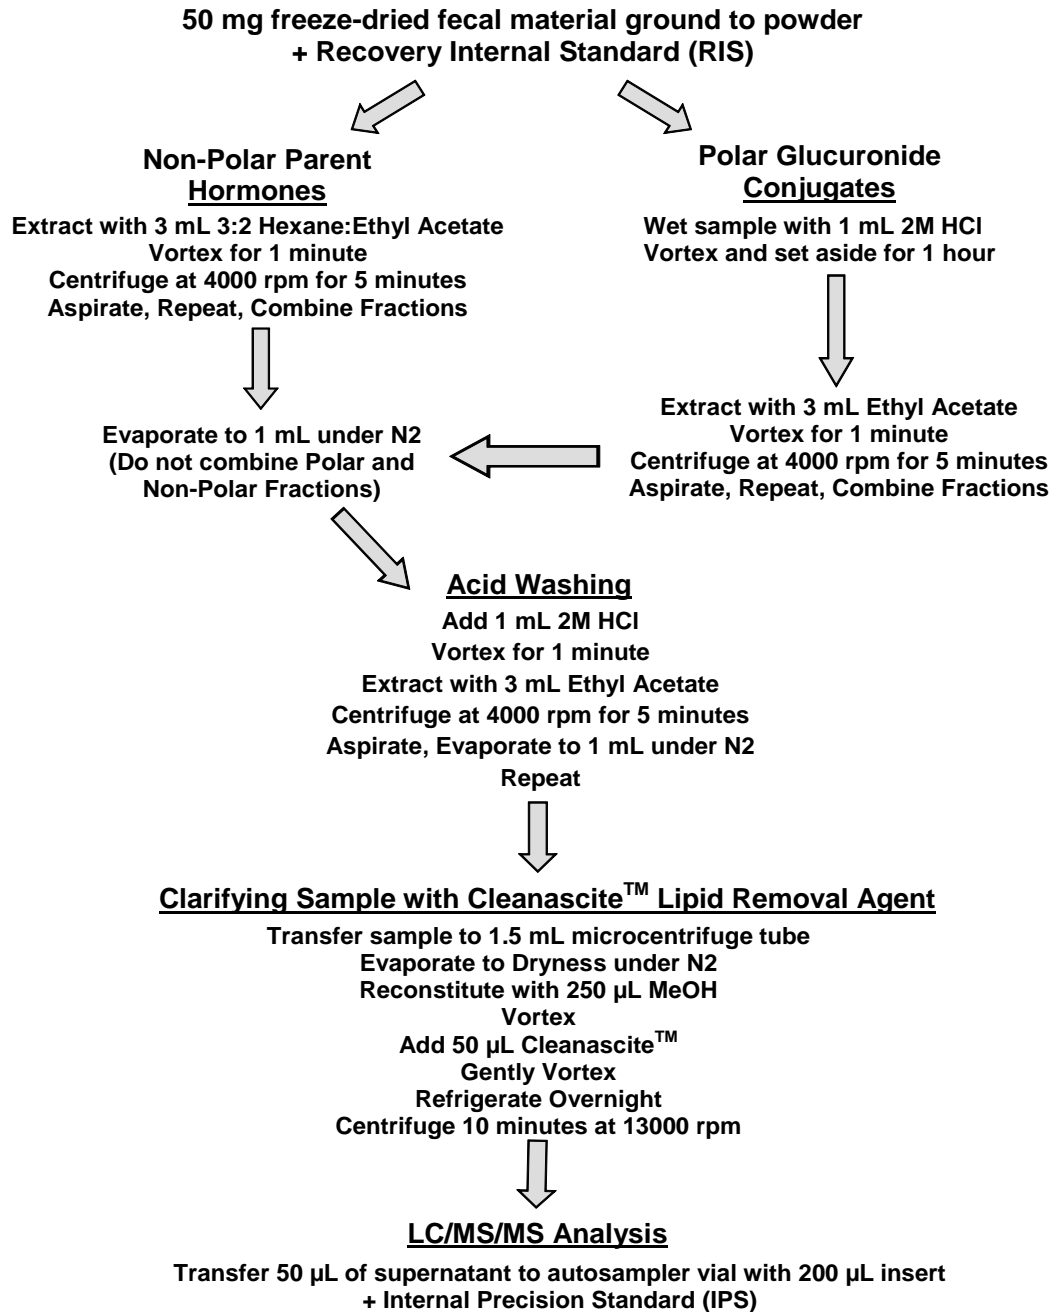 50 mg freeze-dried fecal material ground to powder
+ Recovery Internal Standard (RIS)
Non-Polar Parent
Hormones
Extract with 3 mL 3:2 Hexane:Ethyl Acetate
Vortex for 1 minute
Centrifuge at 4000 rpm for 5 minutes
Aspirate, Repeat, Combine Fractions
Polar Glucuronide
Conjugates
Wet sample with 1 mL 2M HCl
Vortex and set aside for 1 hour
Extract with 3 mL Ethyl Acetate
Vortex for 1 minute
Centrifuge at 4000 rpm for 5 minutes
Aspirate, Repeat, Combine Fractions
Evaporate to 1 mL under N2
(Do not combine Polar and
Non-Polar Fractions)
Acid Washing
Add 1 mL 2M HCl
Vortex for 1 minute
Extract with 3 mL Ethyl Acetate
Centrifuge at 4000 rpm for 5 minutes
Aspirate, Evaporate to 1 mL under N2
Repeat
Clarifying Sample with Cleanascite™ Lipid Removal Agent
Transfer sample to 1.5 mL microcentrifuge tube
Evaporate to Dryness under N2
Reconstitute with 250 µL MeOH
Vortex
Add 50 µL Cleanascite™
Gently Vortex
Refrigerate Overnight
Centrifuge 10 minutes at 13000 rpm
LC/MS/MS Analysis
Transfer 50 µL of supernatant to autosampler vial with 200 µL insert
+ Internal Precision Standard (IPS)